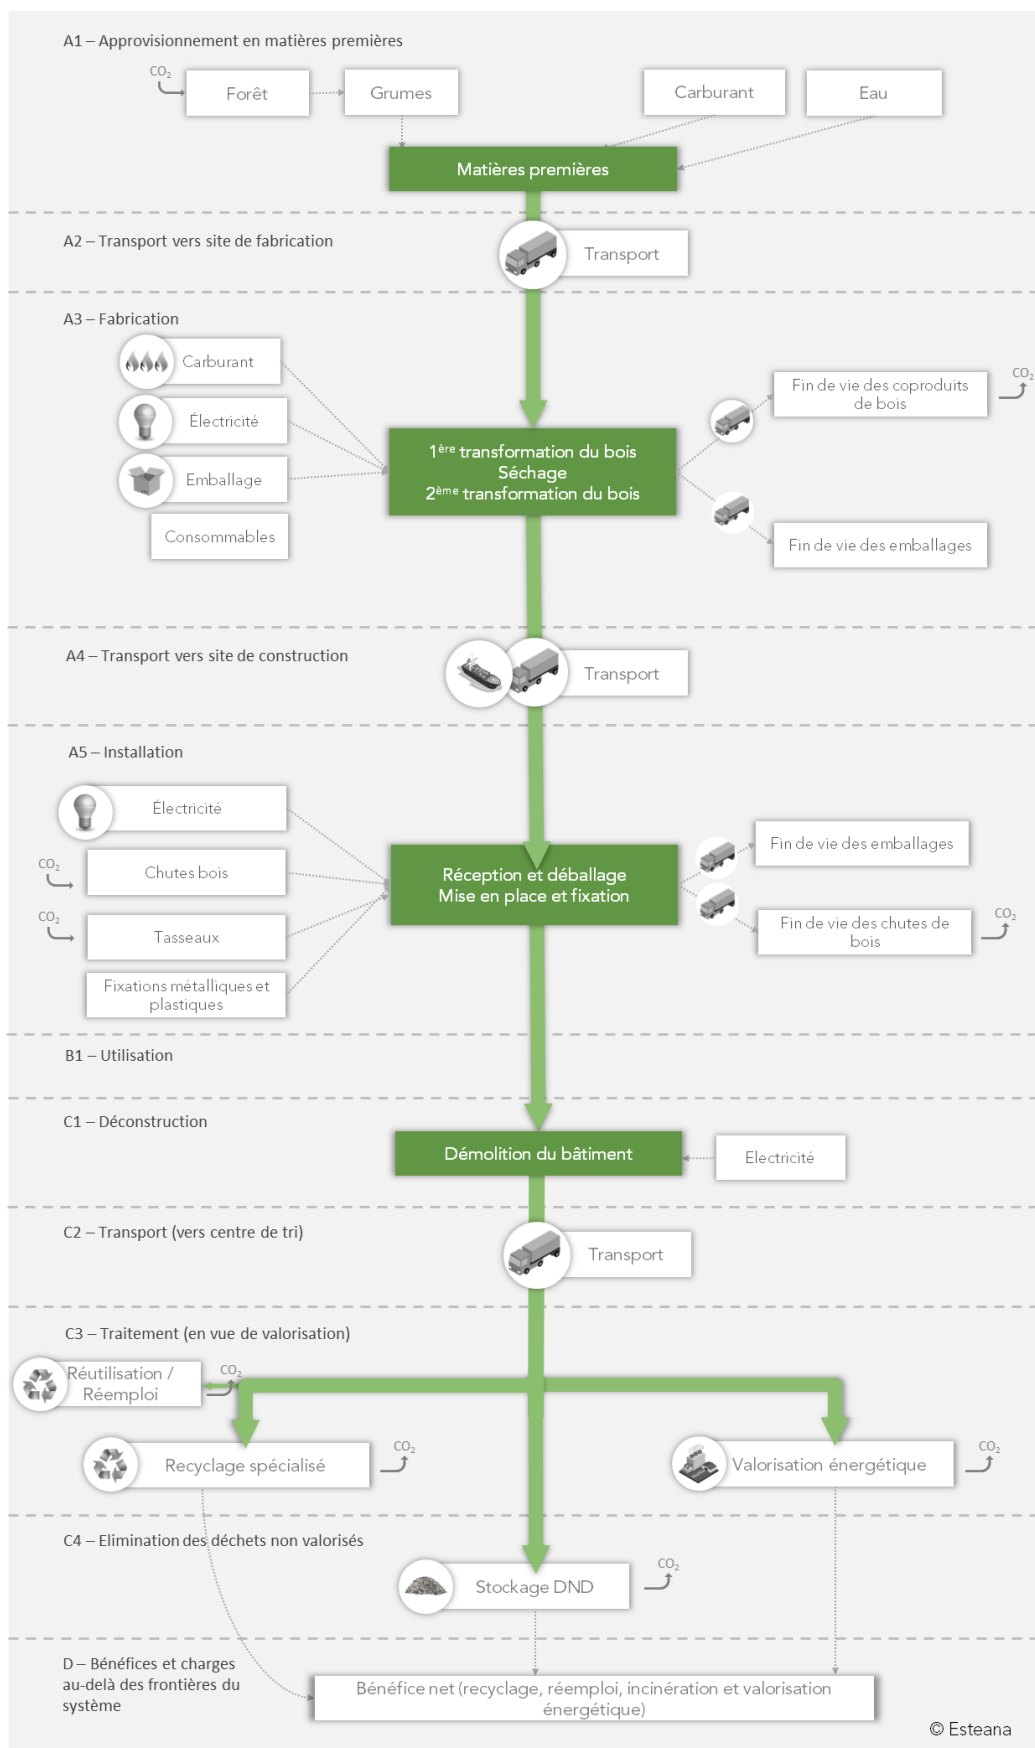 A1 – Approvisionnement en matières premières
CO2
Forêt
Grumes
Carburant
Eau
Matières premières
A2 – Transport vers site de fabrication
Transport
A3 – Fabrication
Carburant
Électricité
Emballage
Consommables
1ère transformation du bois
Séchage
2ème transformation du bois
Fin de vie des coproduits
de bois
CO2
Fin de vie des emballages
A4 – Transport vers site de construction
Transport
A5 – Installation
Électricité
CO2
Chutes bois
CO2
Tasseaux
Fixations métalliques et
plastiques
Réception et déballage
Mise en place et fixation
Fin de vie des emballages
Fin de vie des chutes de
bois
CO2
B1 – Utilisation
C1 – Déconstruction
Démolition du bâtiment
Electricité
C2 – Transport (vers centre de tri)
Transport
C3 – Traitement (en vue de valorisation)
Réutilisation /
Réemploi
CO2
Recyclage spécialisé
CO2
Valorisation énergétique
CO2
C4 – Elimination des déchets non valorisés
Stockage DND
CO2
D – Bénéfices et charges
au-delà des frontières du
système
Bénéfice net (recyclage, réemploi, incinération et valorisation
énergétique)
© Esteana